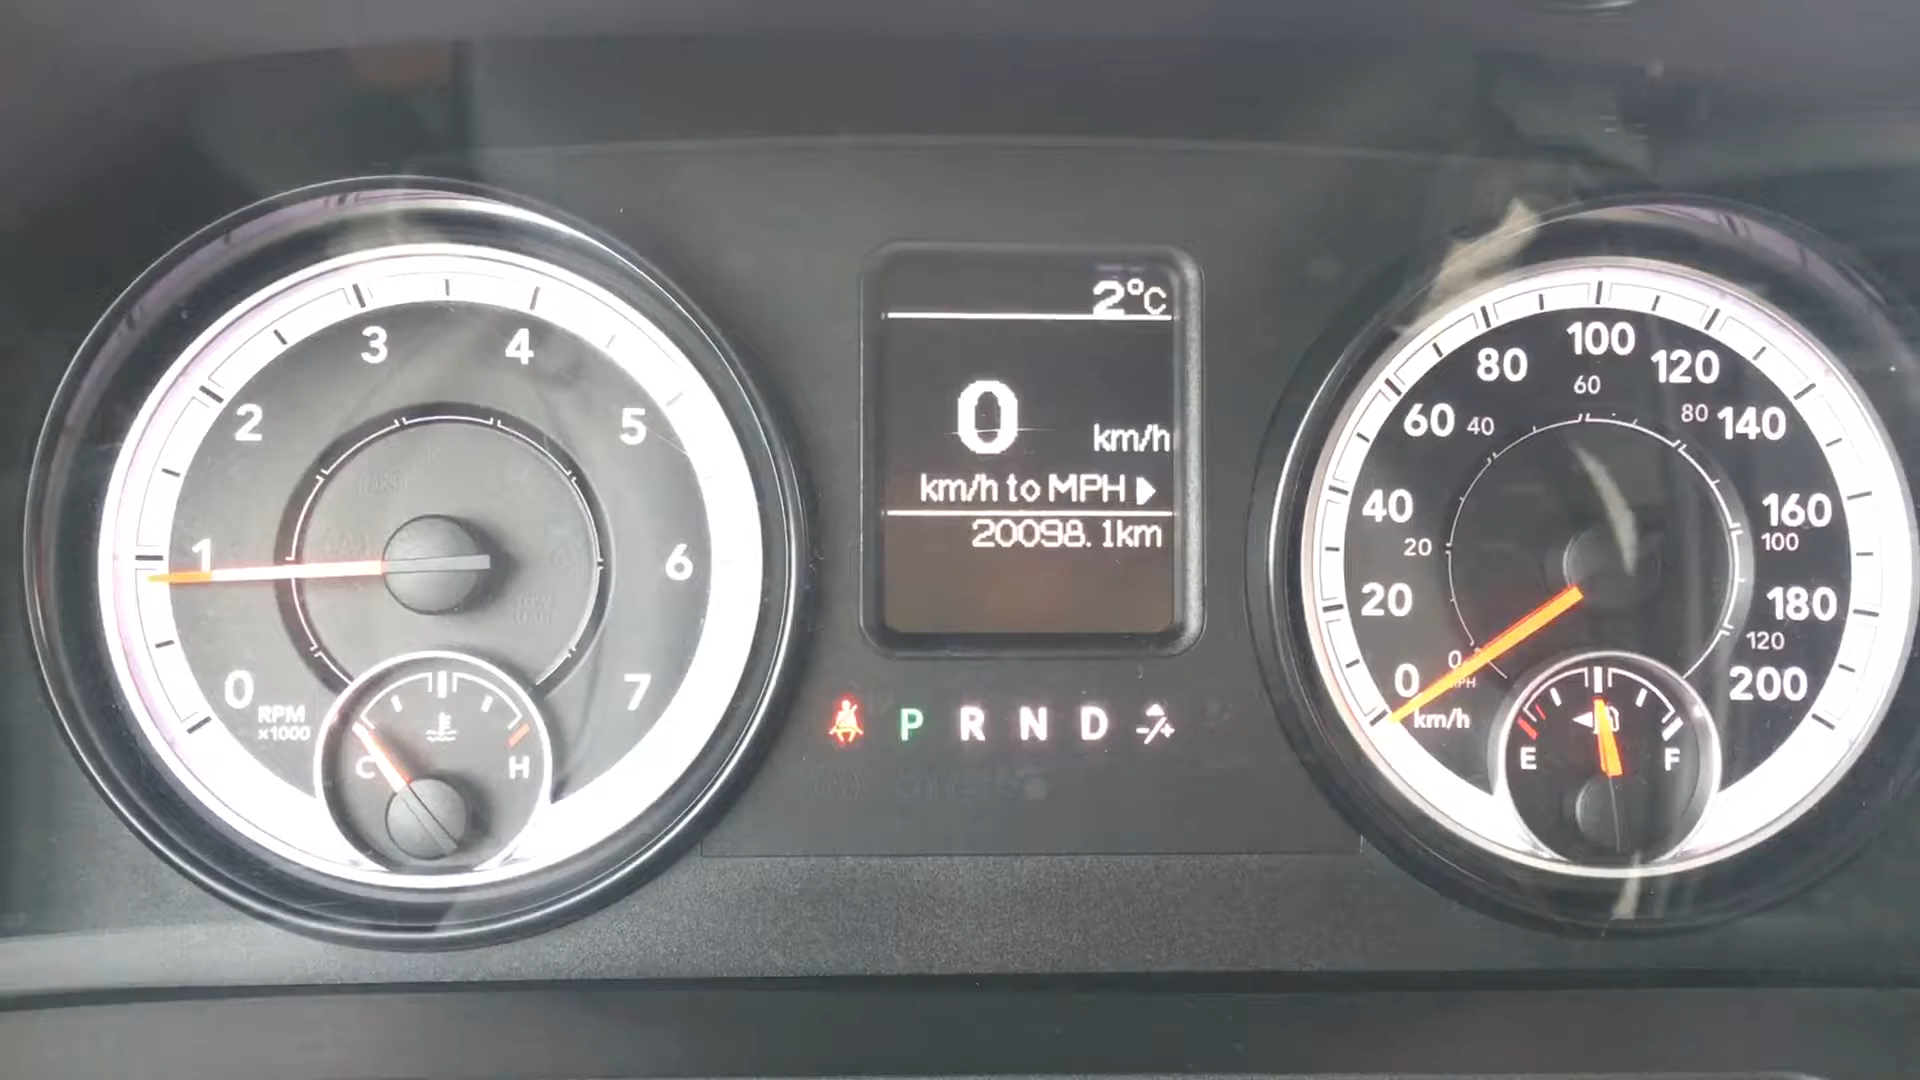 0 1 2 3 4 5 6 7
RPM
×1000
C H
2°C
0 km/h
km/h to MPH
20098.1km
P R N D -/+
0 20 40 60 80 100 120 140 160 180 200
km/h
0 20 40 60 80 100 120
MPH
E F